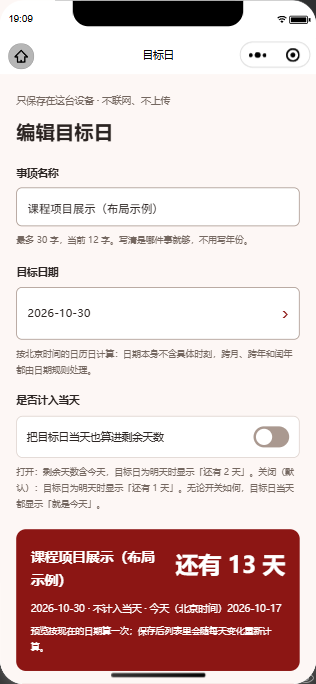 19:09
目标日
只保存在这台设备 · 不联网、不上传
编辑目标日
事项名称
课程项目展示（布局示例）
最多 30 字，当前 12 字。写清是哪件事就够，不用写年份。
目标日期
2026-10-30
按北京时间的日历日计算：日期本身不含具体时刻，跨月、跨年和闰年
都由日期规则处理。
是否计入当天
把目标日当天也算进剩余天数
打开：剩余天数含今天，目标日为明天时显示「还有 2 天」。关闭（默
认）：目标日为明天时显示「还有 1 天」。无论开关如何，目标日当天
都显示「就是今天」。
课程项目展示（布局
示例）
还有 13 天
2026-10-30 · 不计入当天 · 今天（北京时间）2026-10-17
预览按现在的日期算一次；保存后列表里会随每天变化重新计
算。